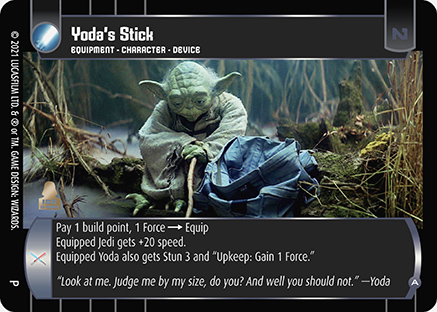 Yoda's Stick
N
EQUIPMENT - CHARACTER - DEVICE
© 2021 LUCASFILM LTD. & ® or TM. GAME DESIGN: WIZARDS.
Pay 1 build point, 1 Force → Equip
Equipped Jedi gets +20 speed.
Equipped Yoda also gets Stun 3 and “Upkeep: Gain 1 Force.”
“Look at me. Judge me by my size, do you? And well you should not.” —Yoda
P
A